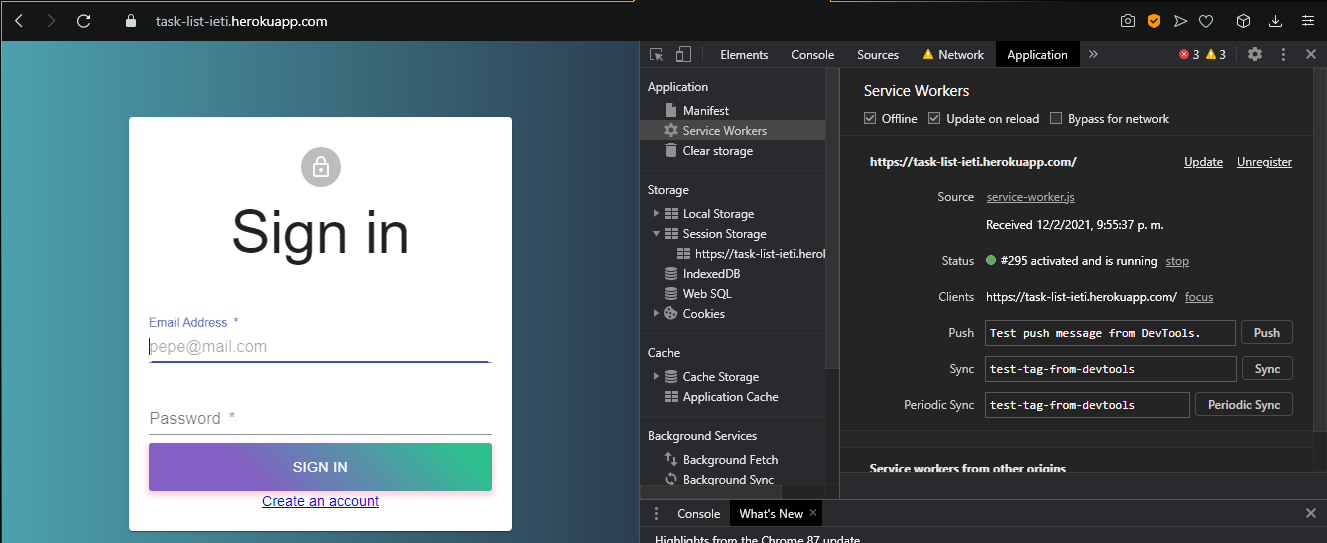 task-list-ieti.herokuapp.com
Sign in
Email Address *
pepe@mail.com
Password *
SIGN IN
Create an account
Elements Console Sources Network Application » 3 3
Application
Manifest
Service Workers
Clear storage
Storage
Local Storage
Session Storage
https://task-list-ieti.herol
IndexedDB
Web SQL
Cookies
Cache
Cache Storage
Application Cache
Background Services
Background Fetch
Background Sync
Service Workers
Offline Update on reload Bypass for network
https://task-list-ieti.herokuapp.com/ Update Unregister
Source service-worker.js
Received 12/2/2021, 9:55:37 p. m.
Status #295 activated and is running stop
Clients https://task-list-ieti.herokuapp.com/ focus
Push Test push message from DevTools. Push
Sync test-tag-from-devtools Sync
Periodic Sync test-tag-from-devtools Periodic Sync
Service workers from other origins
Console What's New ×
Highlights from the Chrome 87 update